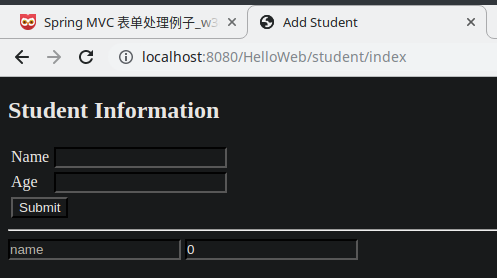 Spring MVC 表单处理例子_w3
Add Student
localhost:8080/HelloWeb/student/index
Student Information
Name
Age
Submit
name 0